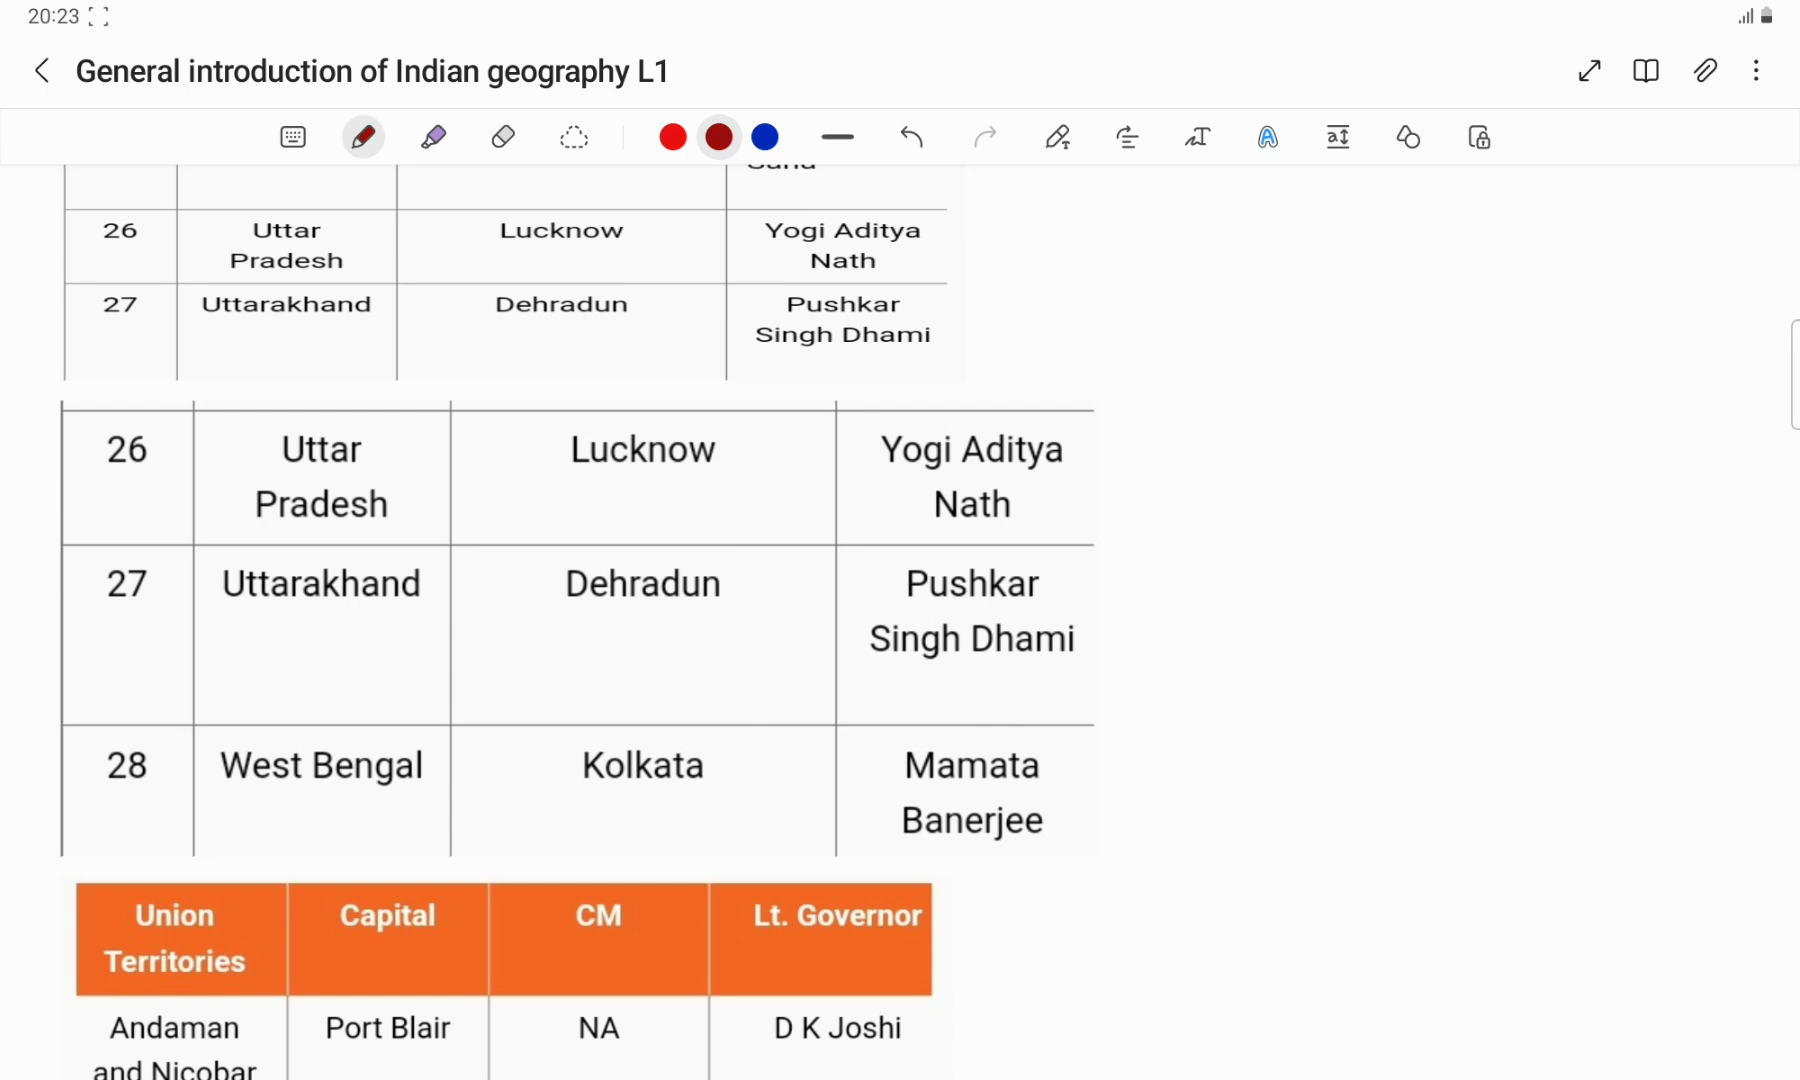 20:23
General introduction of Indian geography L1
26 Uttar Lucknow Yogi Aditya
Pradesh Nath
27 Uttarakhand Dehradun Pushkar
Singh Dhami
26 Uttar Lucknow Yogi Aditya
Pradesh Nath
27 Uttarakhand Dehradun Pushkar
Singh Dhami
28 West Bengal Kolkata Mamata
Banerjee
Union Capital CM Lt. Governor
Territories
Andaman Port Blair NA D K Joshi
and Nicobar